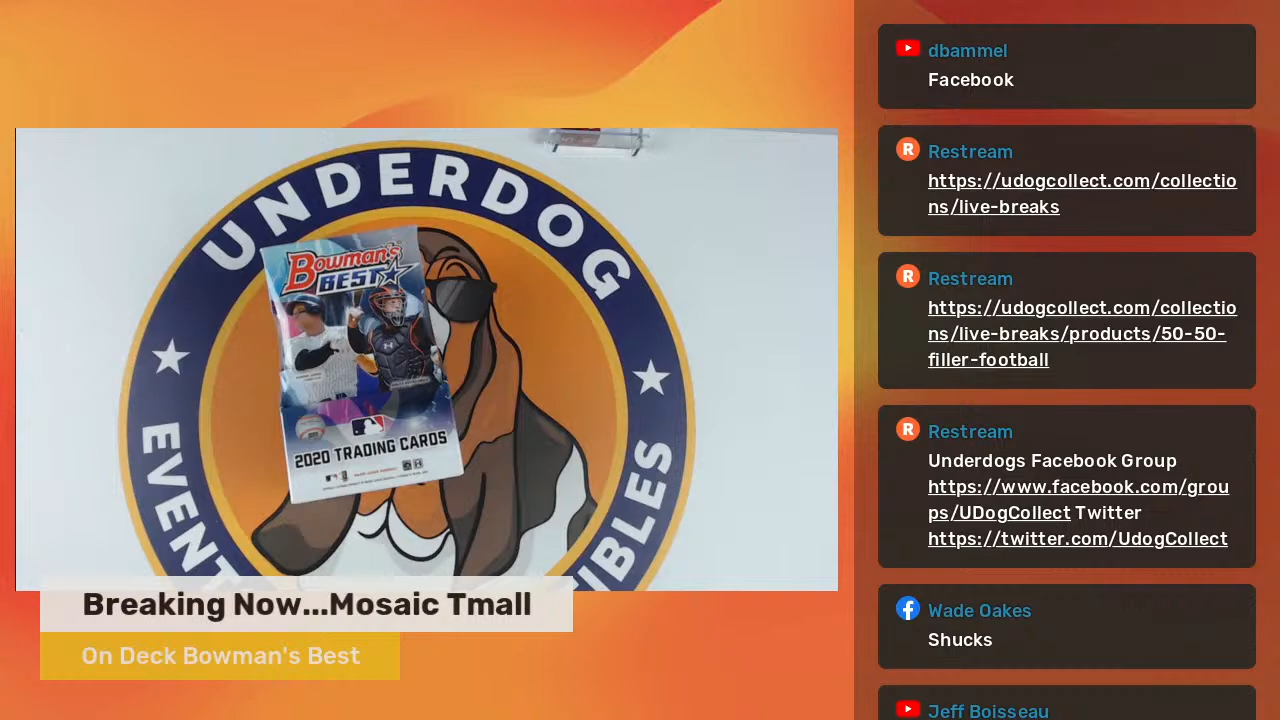 UNDERDOG
EVENT
TIBLES
Bowman's
BEST
2020 TRADING CARDS
Breaking Now...Mosaic Tmall
On Deck Bowman's Best
dbammel
Facebook
Restream
https://udogcollect.com/collectio
ns/live-breaks
Restream
https://udogcollect.com/collectio
ns/live-breaks/products/50-50-
filler-football
Restream
Underdogs Facebook Group
https://www.facebook.com/grou
ps/UDogCollect Twitter
https://twitter.com/UdogCollect
Wade Oakes
Shucks
Jeff Boisseau